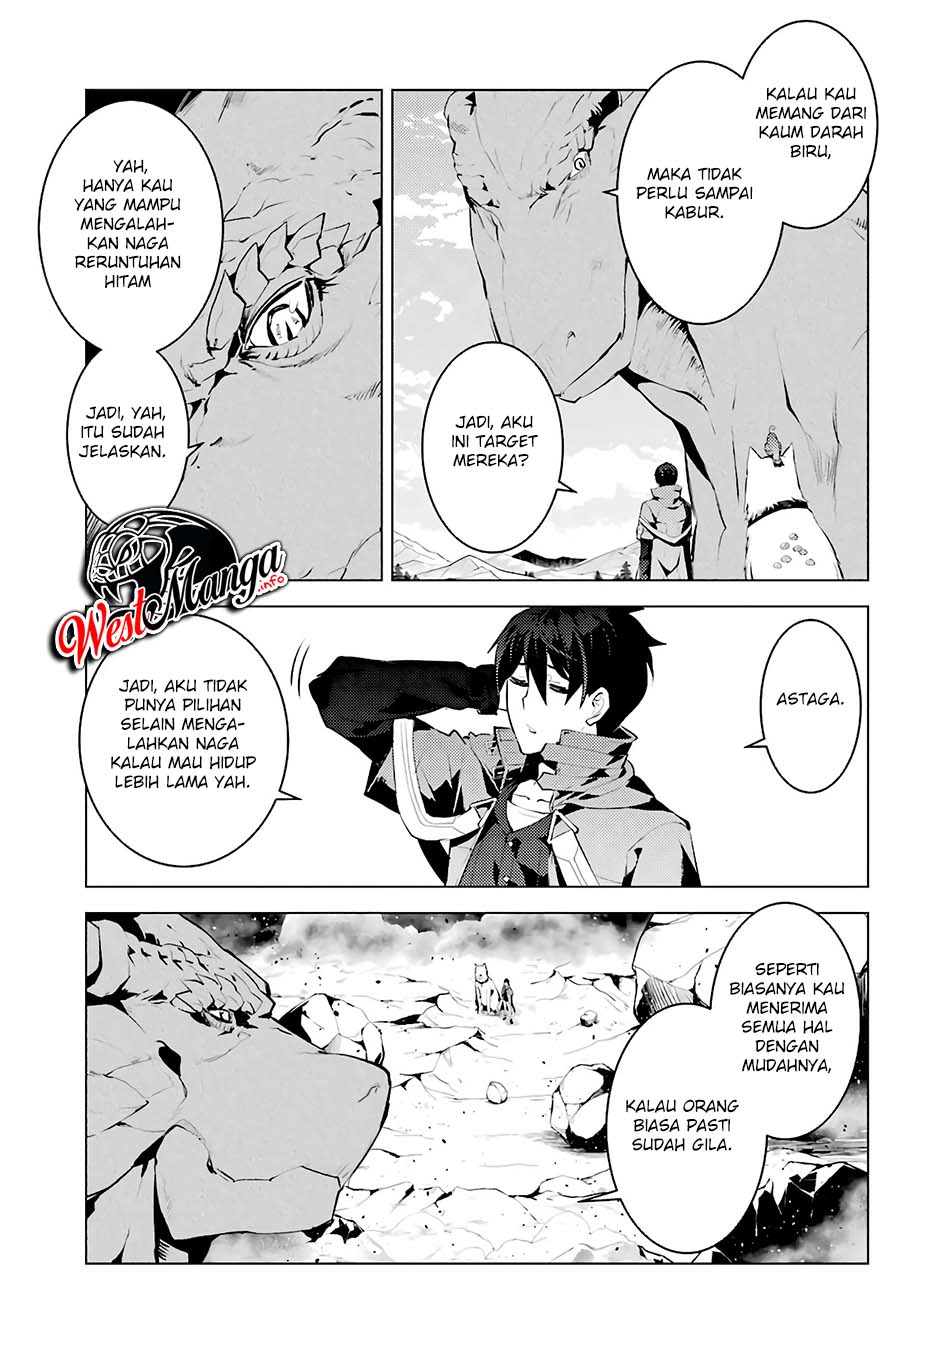 KALAU KAU
MEMANG DARI
KAUM DARAH
BIRU,
MAKA TIDAK
PERLU SAMPAI
KABUR.
JADI, AKU
INI TARGET
MEREKA?
YAH,
HANYA KAU
YANG MAMPU
MENGALAH-
KAN NAGA
RERUNTUHAN
HITAM
JADI, YAH,
ITU SUDAH
JELASKAN.
WestManga
.info
ASTAGA.
JADI, AKU TIDAK
PUNYA PILIHAN
SELAIN MENGA-
LAHKAN NAGA
KALAU MAU HIDUP
LEBIH LAMA YAH.
SEPERTI
BIASANYA KAU
MENERIMA
SEMUA HAL
DENGAN
MUDAHNYA,
KALAU ORANG
BIASA PASTI
SUDAH GILA.